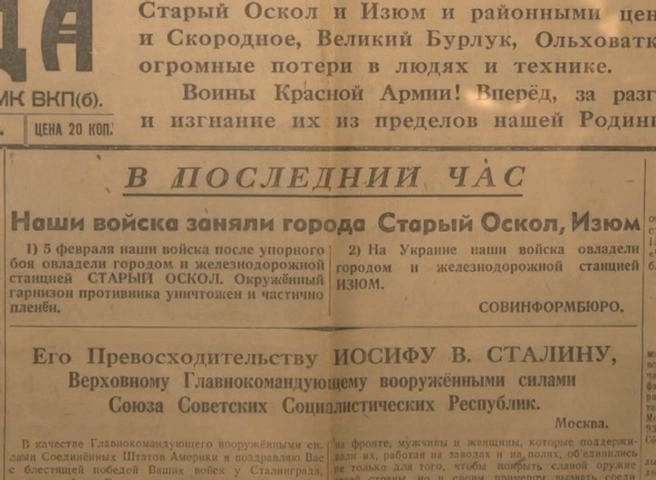 ДА
МК ВКП(б).
ЦЕНА 20 КОП.
Старый Оскол и Изюм и районными цен
и Скородное, Великий Бурлук, Ольховатк
огромные потери в людях и технике.
Воины Красной Армии! Вперёд, за разг
и изгнание их из пределов нашей Родин
В ПОСЛЕДНИЙ ЧАС
Наши войска заняли города Старый Оскол, Изюм
1) 5 февраля наши войска после упорного
боя овладели городом и железнодорожной
станцией СТАРЫЙ ОСКОЛ. Окружённый
гарнизон противника уничтожен и частично
пленён.
2) На Украине наши войска овладели
городом и железнодорожной станцией
ИЗЮМ.
СОВИНФОРМБЮРО.
Его Превосходительству ИОСИФУ В. СТАЛИНУ,
Верховному Главнокомандующему вооружёнными силами
Союза Советских Социалистических Республик.
Москва.
В качестве Главнокомандующего вооружёнными си-
лами Соединённых Штатов Америки я поздравляю Вас
с блестящей победой Ваших войск у Сталинграда,
на фронте, мужчины и женщины, которые поддержи-
вали их, работая на заводах и на полях, об'единились
не только для того, чтобы покрыть славой оружие